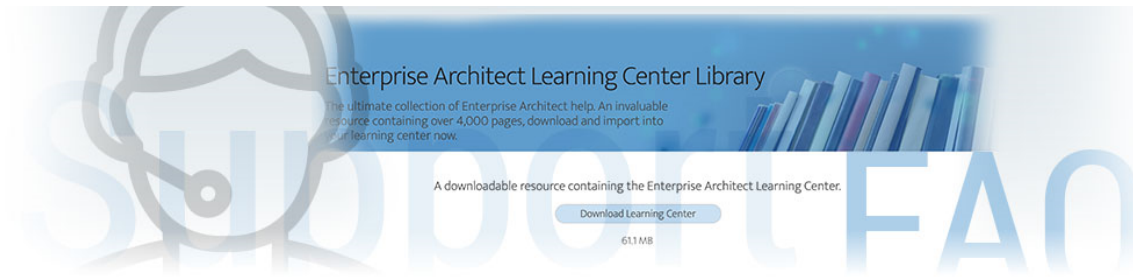 Enterprise Architect Learning Center Library
The ultimate collection of Enterprise Architect help. An invaluable
resource containing over 4,000 pages, download and import into
your learning center now.
Support FAQ
A downloadable resource containing the Enterprise Architect Learning Center.
Download Learning Center
61,1 MB